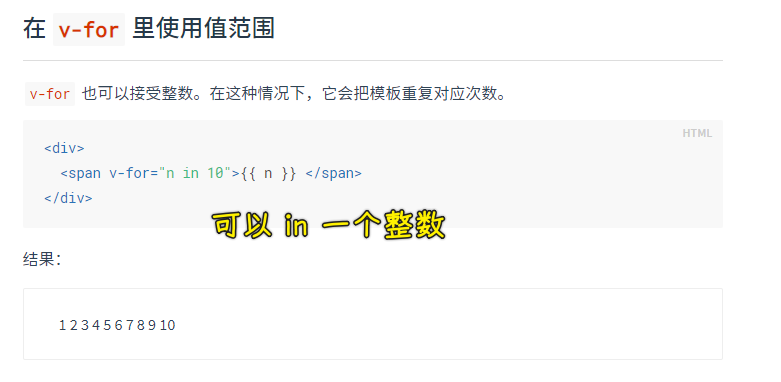 在 v-for 里使用值范围
v-for 也可以接受整数。在这种情况下，它会把模板重复对应次数。
HTML
<div>
  <span v-for="n in 10">{{ n }} </span>
</div>
可以 in 一个整数
结果：
1 2 3 4 5 6 7 8 9 10